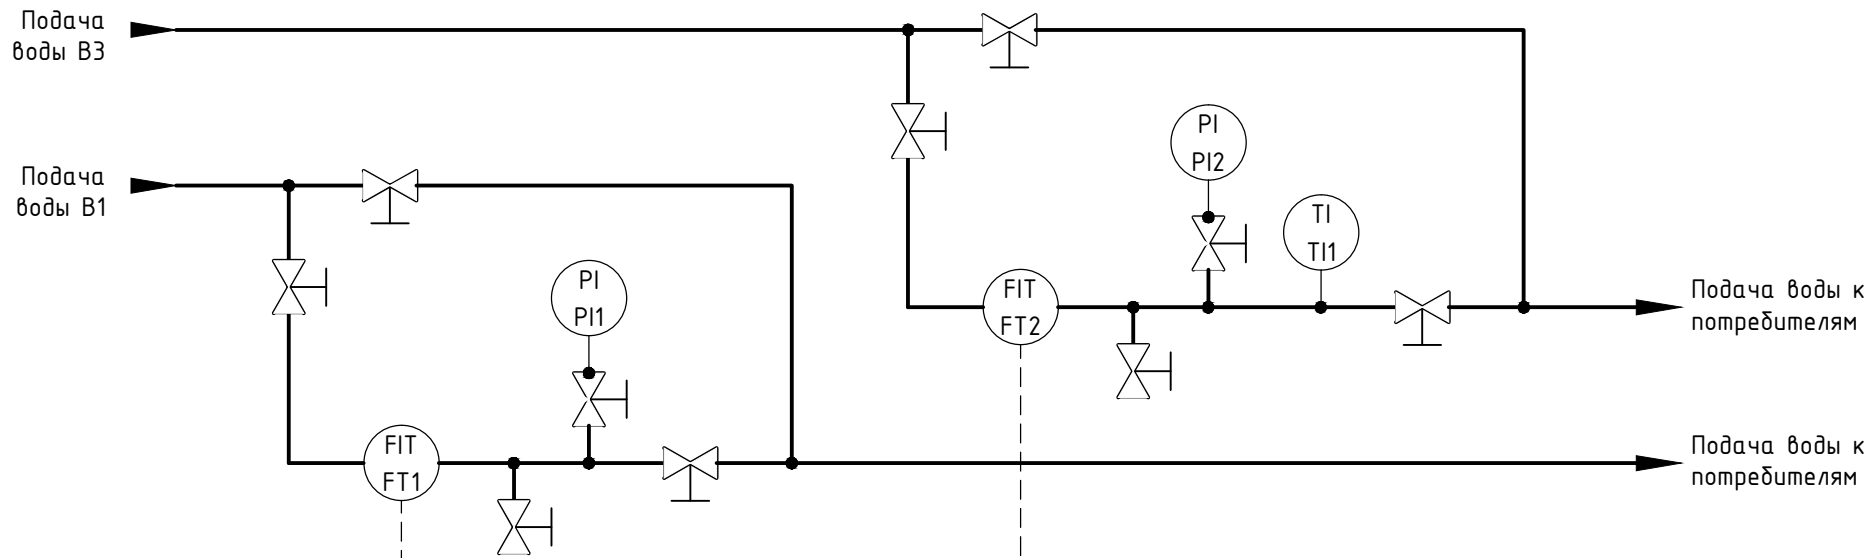 Подача
воды В3
Подача
воды В1
PI
PI2
TI
TI1
PI
PI1
FIT
FT2
Подача воды к
потребителям
FIT
FT1
Подача воды к
потребителям